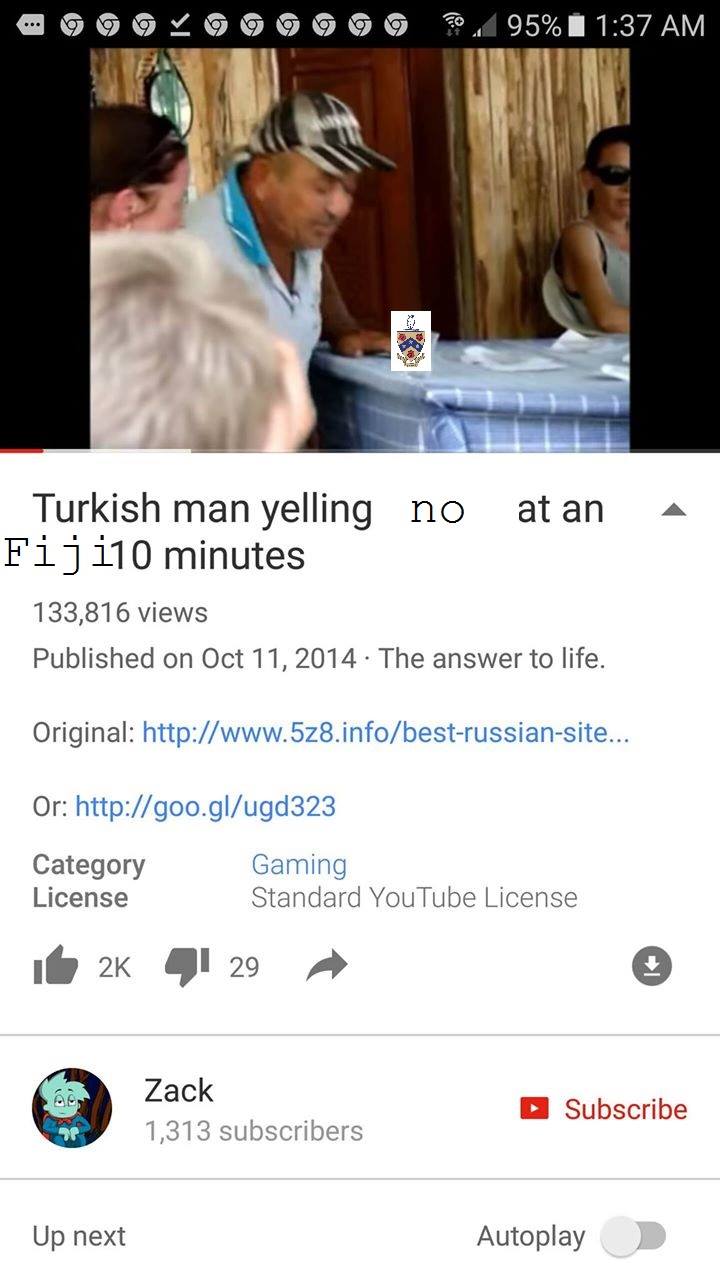 95% 1:37 AM
Turkish man yelling no at an
Fiji10 minutes
133,816 views
Published on Oct 11, 2014 · The answer to life.
Original: http://www.5z8.info/best-russian-site...
Or: http://goo.gl/ugd323
Category Gaming
License Standard YouTube License
2K 29
Zack
1,313 subscribers
Subscribe
Up next Autoplay